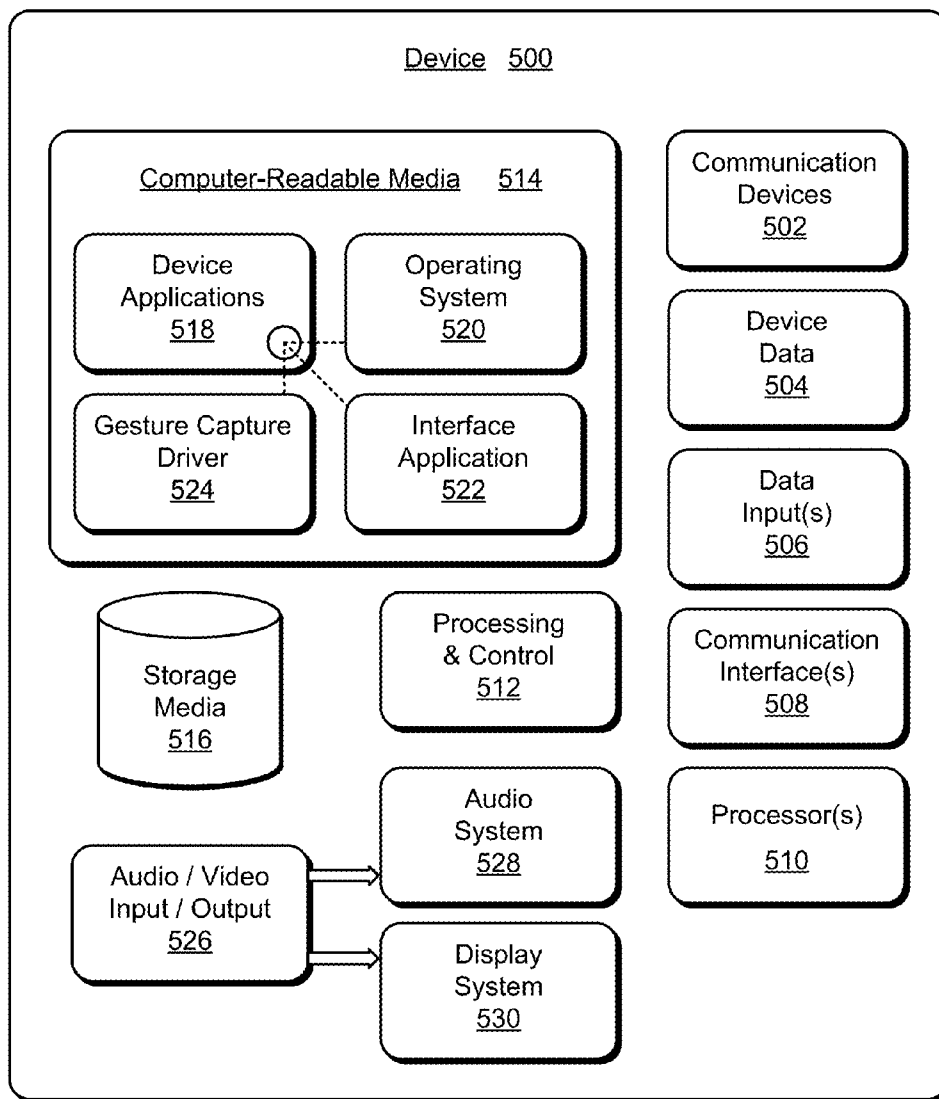 Device 500
Computer-Readable Media 514
Device
Applications
518
Operating
System
520
Gesture Capture
Driver
524
Interface
Application
522
Storage
Media
516
Processing
& Control
512
Audio / Video
Input / Output
526
Audio
System
528
Display
System
530
Communication
Devices
502
Device
Data
504
Data
Input(s)
506
Communication
Interface(s)
508
Processor(s)
510